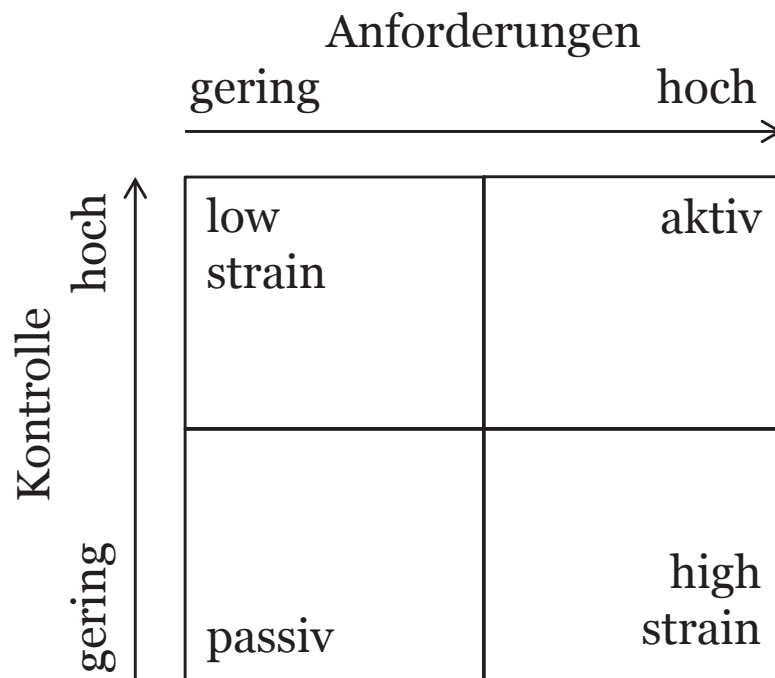 Anforderungen
gering hoch
Kontrolle
hoch
gering
low
strain
aktiv
passiv
high
strain